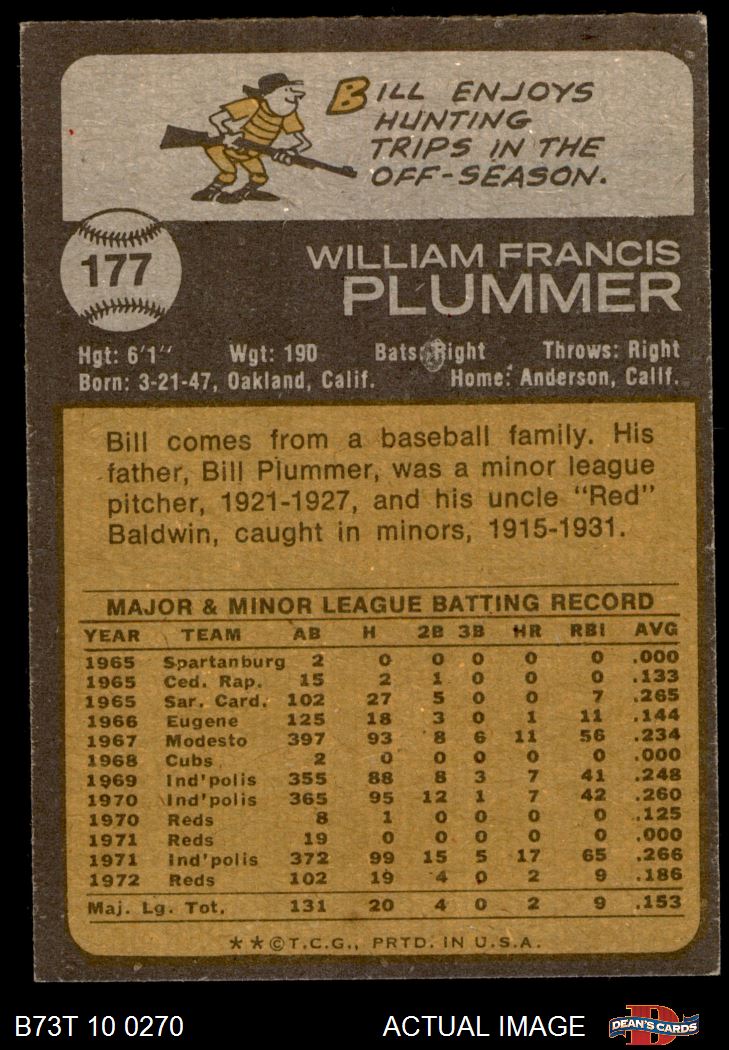 BILL ENJOYS
HUNTING
TRIPS IN THE
OFF-SEASON.
177
WILLIAM FRANCIS
PLUMMER
Hgt: 6'1" Wgt: 190 Bats: Right Throws: Right
Born: 3-21-47, Oakland, Calif. Home: Anderson, Calif.
Bill comes from a baseball family. His
father, Bill Plummer, was a minor league
pitcher, 1921-1927, and his uncle "Red"
Baldwin, caught in minors, 1915-1931.
MAJOR & MINOR LEAGUE BATTING RECORD
YEAR TEAM AB H 2B 3B HR RBI AVG
1965 Spartanburg 2 0 0 0 0 0 .000
1965 Ced. Rap. 15 2 1 0 0 0 .133
1965 Sar. Card. 102 27 5 0 0 7 .265
1966 Eugene 125 18 3 0 1 11 .144
1967 Modesto 397 93 8 6 11 56 .234
1968 Cubs 2 0 0 0 0 0 .000
1969 Ind'polis 355 88 8 3 7 41 .248
1970 Ind'polis 365 95 12 1 7 42 .260
1970 Reds 8 1 0 0 0 0 .125
1971 Reds 19 0 0 0 0 0 .000
1971 Ind'polis 372 99 15 5 17 65 .266
1972 Reds 102 19 4 0 2 9 .186
Maj. Lg. Tot. 131 20 4 0 2 9 .153
**©T.C.G., PRTD. IN U.S.A.
B73T 10 0270 ACTUAL IMAGE D DEAN'S CARDS